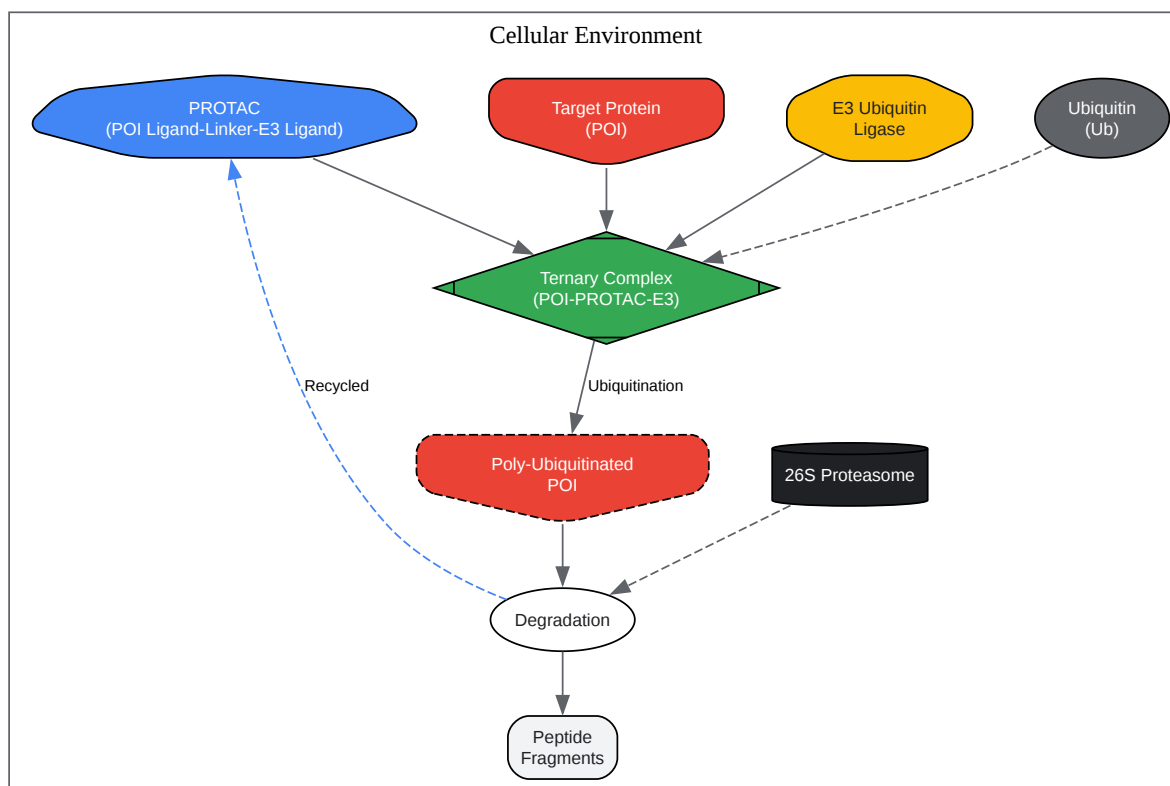 Cellular Environment
PROTAC
(POI Ligand-Linker-E3 Ligand)
Target Protein
(POI)
E3 Ubiquitin
Ligase
Ubiquitin
(Ub)
Ternary Complex
(POI-PROTAC-E3)
Recycled
Ubiquitination
Poly-Ubiquitinated
POI
26S Proteasome
Degradation
Peptide
Fragments